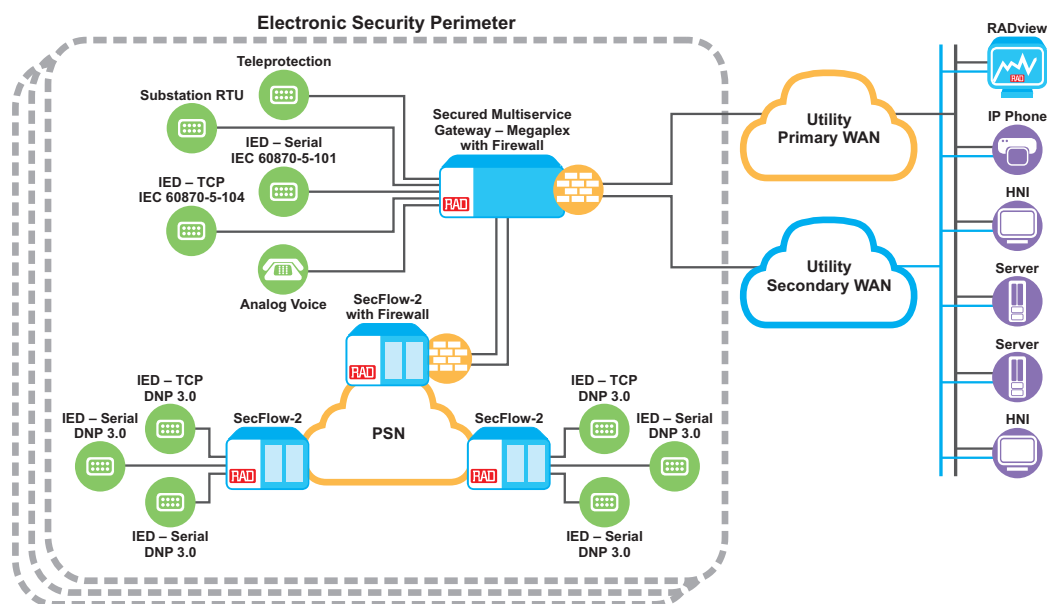 Electronic Security Perimeter
Teleprotection
Substation RTU
IED – Serial
IEC 60870-5-101
IED – TCP
IEC 60870-5-104
Analog Voice
Secured Multiservice
Gateway – Megaplex
with Firewall
RAD
SecFlow-2
with Firewall
RAD
PSN
IED – TCP
DNP 3.0
IED – Serial
DNP 3.0
IED – Serial
DNP 3.0
SecFlow-2
RAD
SecFlow-2
RAD
IED – TCP
DNP 3.0
IED – Serial
DNP 3.0
IED – Serial
DNP 3.0
Utility
Primary WAN
Utility
Secondary WAN
RADview
RAD
IP Phone
HNI
Server
Server
HNI